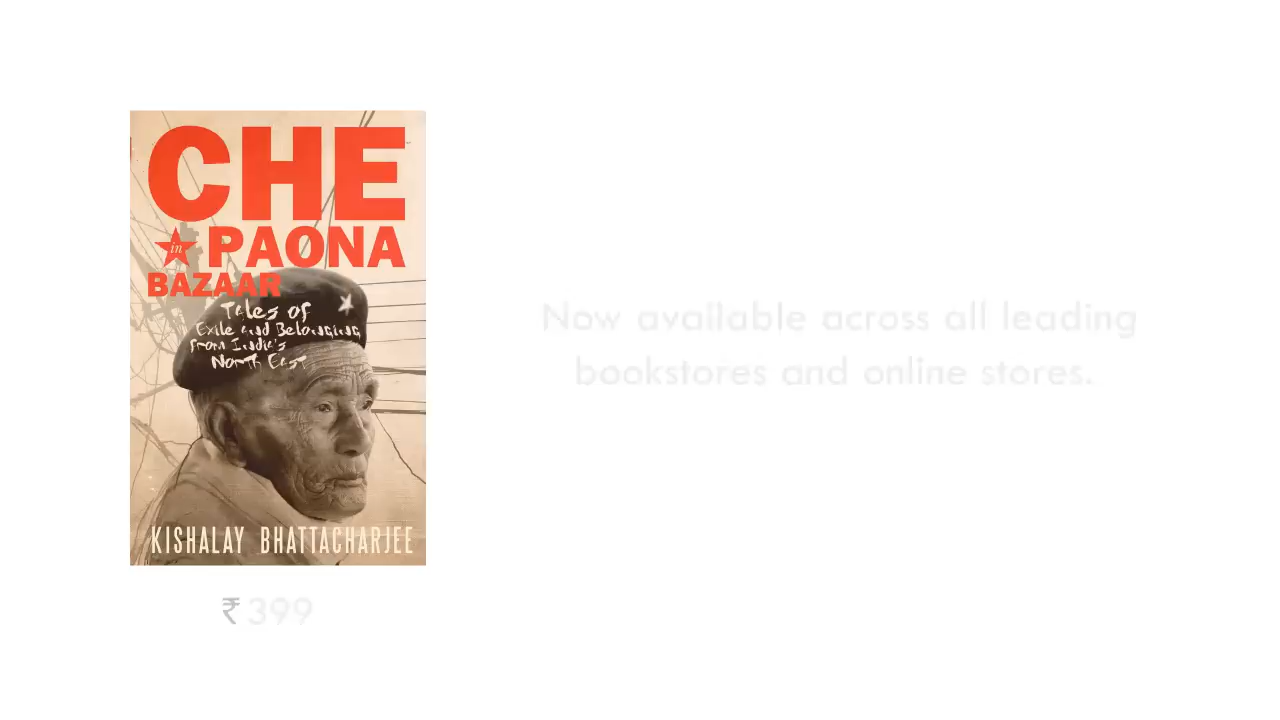 CHE
in PAONA
BAZAAR
Tales of
Exile and Belonging
from India's
North East
KISHALAY BHATTACHARJEE
₹ 399
Now available across all leading
bookstores and online stores.